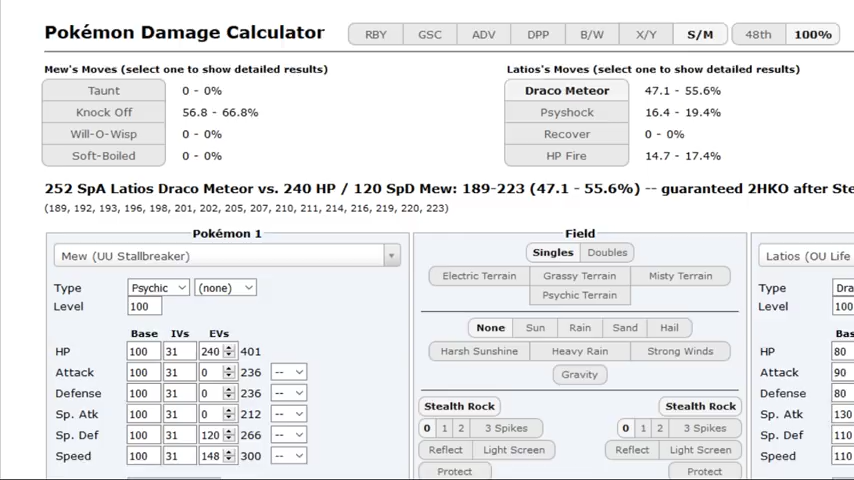 Pokémon Damage Calculator
RBY GSC ADV DPP B/W X/Y S/M 48th 100%
Mew's Moves (select one to show detailed results) Latios's Moves (select one to show detailed results)
Taunt 0 - 0% Draco Meteor 47.1 - 55.6%
Knock Off 56.8 - 66.8% Psyshock 16.4 - 19.4%
Will-O-Wisp 0 - 0% Recover 0 - 0%
Soft-Boiled 0 - 0% HP Fire 14.7 - 17.4%
252 SpA Latios Draco Meteor vs. 240 HP / 120 SpD Mew: 189-223 (47.1 - 55.6%) -- guaranteed 2HKO after Ste
(189, 192, 193, 196, 198, 201, 202, 205, 207, 210, 211, 214, 216, 219, 220, 223)
Pokémon 1 Field
Mew (UU Stallbreaker) Singles Doubles Latios (OU Life
Electric Terrain Grassy Terrain Misty Terrain
Type Psychic (none) Psychic Terrain Type Dra
Level 100 Level 100
None Sun Rain Sand Hail
Base IVs EVs Bas
HP 100 31 240 401 Harsh Sunshine Heavy Rain Strong Winds HP 80
Attack 100 31 0 236 -- Gravity Attack 90
Defense 100 31 0 236 -- Defense 80
Sp. Atk 100 31 0 212 -- Stealth Rock Stealth Rock Sp. Atk 130
Sp. Def 100 31 120 266 -- 0 1 2 3 Spikes 0 1 2 3 Spikes Sp. Def 110
Speed 100 31 148 300 -- Reflect Light Screen Reflect Light Screen Speed 110
Protect Protect